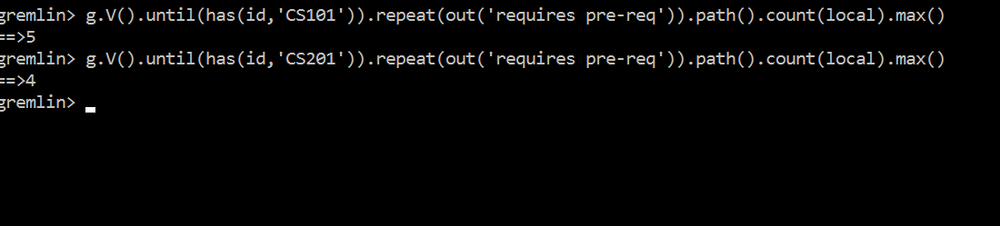 gremlin> g.V().until(has(id,'CS101')).repeat(out('requires pre-req')).path().count(local).max()
==>5
gremlin> g.V().until(has(id,'CS201')).repeat(out('requires pre-req')).path().count(local).max()
==>4
gremlin>